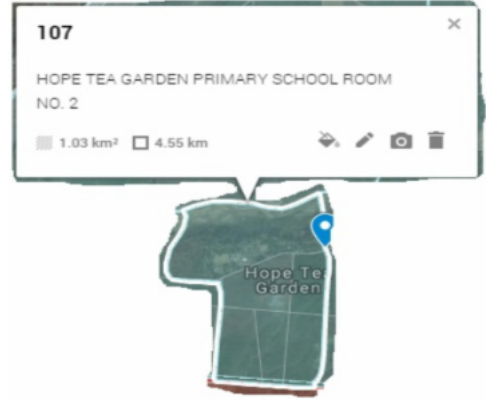 107
HOPE TEA GARDEN PRIMARY SCHOOL ROOM
NO. 2
1.03 km² 4.55 km
Hope Tea
Garden